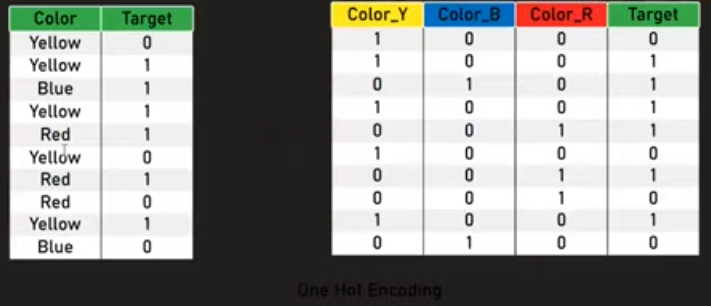 Color Target
Yellow 0
Yellow 1
Blue 1
Yellow 1
Red 1
Yellow 0
Red 1
Red 0
Yellow 1
Blue 0
Color_Y Color_B Color_R Target
1 0 0 0
1 0 0 1
0 1 0 1
1 0 0 1
0 0 1 1
1 0 0 0
0 0 1 1
0 0 1 0
1 0 0 1
0 1 0 0
One Hot Encoding